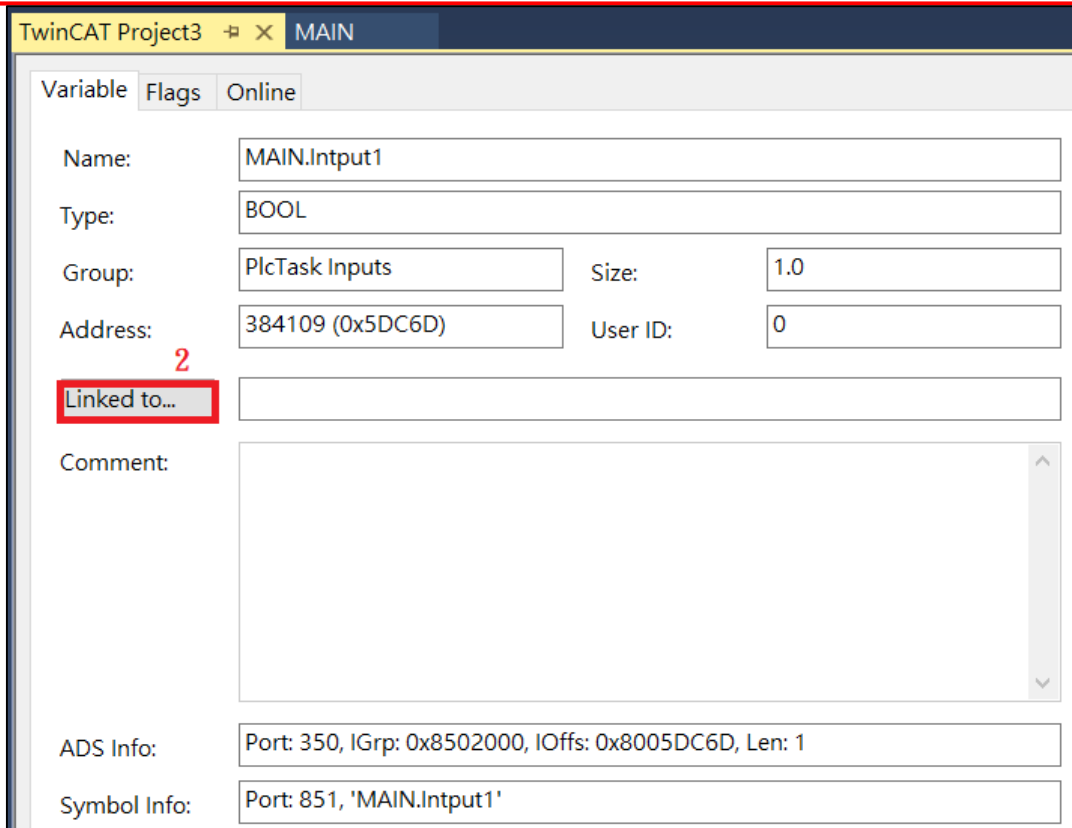 TwinCAT Project3 MAIN
Variable Flags Online
Name: MAIN.Intput1
Type: BOOL
Group: PlcTask Inputs Size: 1.0
Address: 384109 (0x5DC6D) User ID: 0
2
Linked to...
Comment:
ADS Info: Port: 350, IGrp: 0x8502000, IOffs: 0x8005DC6D, Len: 1
Symbol Info: Port: 851, 'MAIN.Intput1'